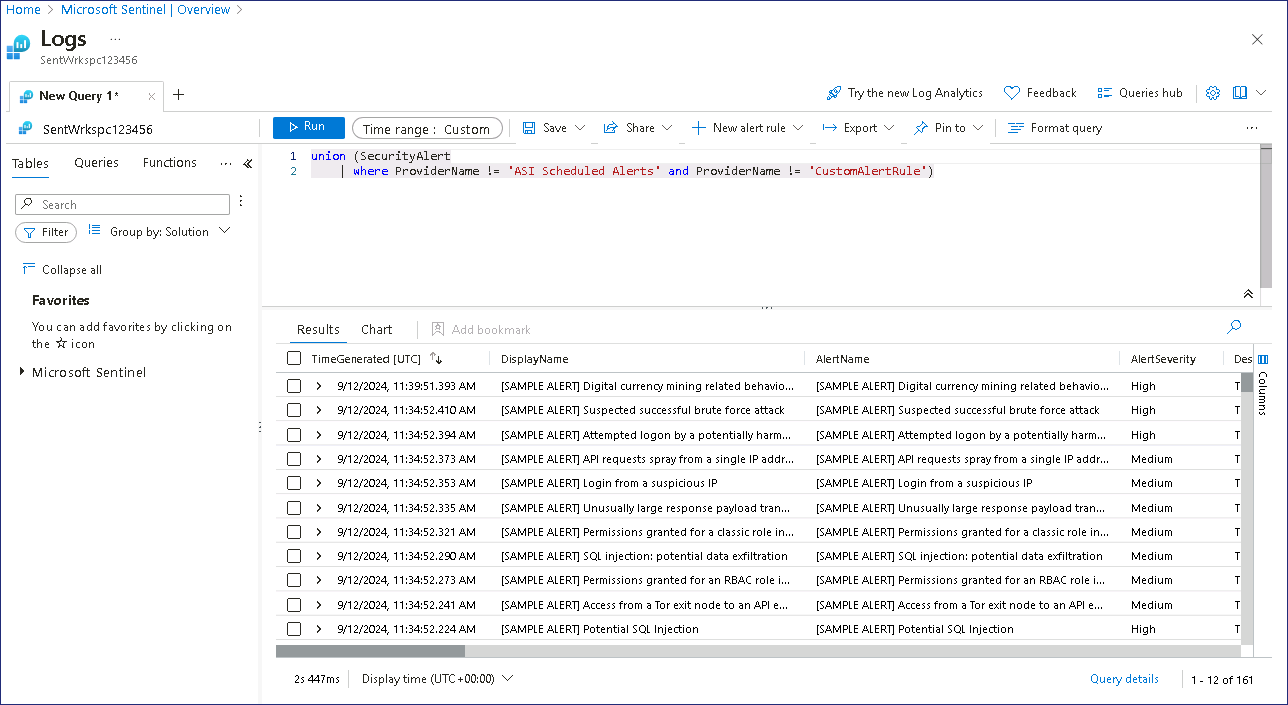 Home > Microsoft Sentinel | Overview >
Logs ...
SentWrkspc123456
New Query 1*
Try the new Log Analytics
Feedback
Queries hub
SentWrkspc123456
Run
Time range : Custom
Save
Share
New alert rule
Export
Pin to
Format query
...
Tables
Queries
Functions
...
Search
Filter
Group by: Solution
Collapse all
Favorites
You can add favorites by clicking on
the ☆ icon
Microsoft Sentinel
1 union (SecurityAlert
2 | where ProviderName != 'ASI Scheduled Alerts' and ProviderName != 'CustomAlertRule')
Results
Chart
Add bookmark
TimeGenerated [UTC] DisplayName AlertName AlertSeverity Des
9/12/2024, 11:39:51.393 AM [SAMPLE ALERT] Digital currency mining related behavio... [SAMPLE ALERT] Digital currency mining related behavio... High T
9/12/2024, 11:34:52.410 AM [SAMPLE ALERT] Suspected successful brute force attack [SAMPLE ALERT] Suspected successful brute force attack High T
9/12/2024, 11:34:52.394 AM [SAMPLE ALERT] Attempted logon by a potentially harm... [SAMPLE ALERT] Attempted logon by a potentially harm... High T
9/12/2024, 11:34:52.373 AM [SAMPLE ALERT] API requests spray from a single IP addr... [SAMPLE ALERT] API requests spray from a single IP addr... Medium T
9/12/2024, 11:34:52.353 AM [SAMPLE ALERT] Login from a suspicious IP [SAMPLE ALERT] Login from a suspicious IP Medium T
9/12/2024, 11:34:52.335 AM [SAMPLE ALERT] Unusually large response payload tran... [SAMPLE ALERT] Unusually large response payload tran... Medium T
9/12/2024, 11:34:52.321 AM [SAMPLE ALERT] Permissions granted for a classic role in... [SAMPLE ALERT] Permissions granted for a classic role in... Medium T
9/12/2024, 11:34:52.290 AM [SAMPLE ALERT] SQL injection: potential data exfiltration [SAMPLE ALERT] SQL injection: potential data exfiltration Medium T
9/12/2024, 11:34:52.273 AM [SAMPLE ALERT] Permissions granted for an RBAC role i... [SAMPLE ALERT] Permissions granted for an RBAC role i... Medium T
9/12/2024, 11:34:52.241 AM [SAMPLE ALERT] Access from a Tor exit node to an API e... [SAMPLE ALERT] Access from a Tor exit node to an API e... Medium T
9/12/2024, 11:34:52.224 AM [SAMPLE ALERT] Potential SQL Injection [SAMPLE ALERT] Potential SQL Injection High T
Columns
2s 447ms
Display time (UTC+00:00)
Query details
1 - 12 of 161